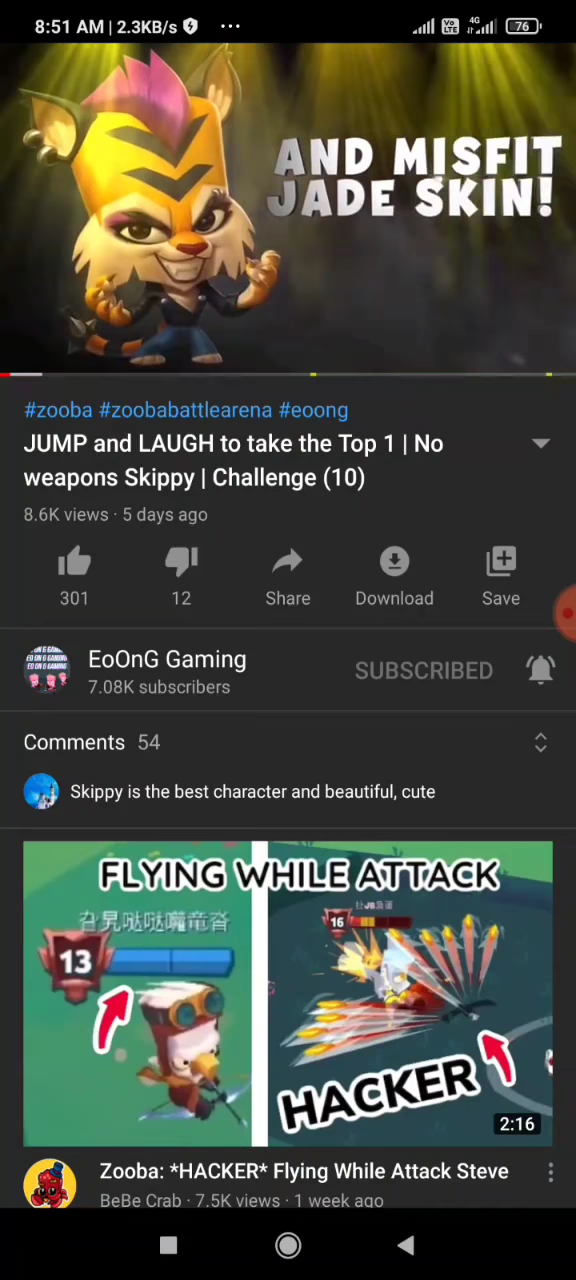 8:51 AM | 2.3KB/s
Vo
LTE
4G
76
AND MISFIT
JADE SKIN!
#zooba #zoobabattlearena #eoong
JUMP and LAUGH to take the Top 1 | No
weapons Skippy | Challenge (10)
8.6K views · 5 days ago
301
12
Share
Download
Save
EoOnG Gaming
7.08K subscribers
SUBSCRIBED
Comments 54
Skippy is the best character and beautiful, cute
FLYING WHILE ATTACK
13
16
HACKER
2:16
Zooba: *HACKER* Flying While Attack Steve
BeBe Crab · 7.5K views · 1 week ago